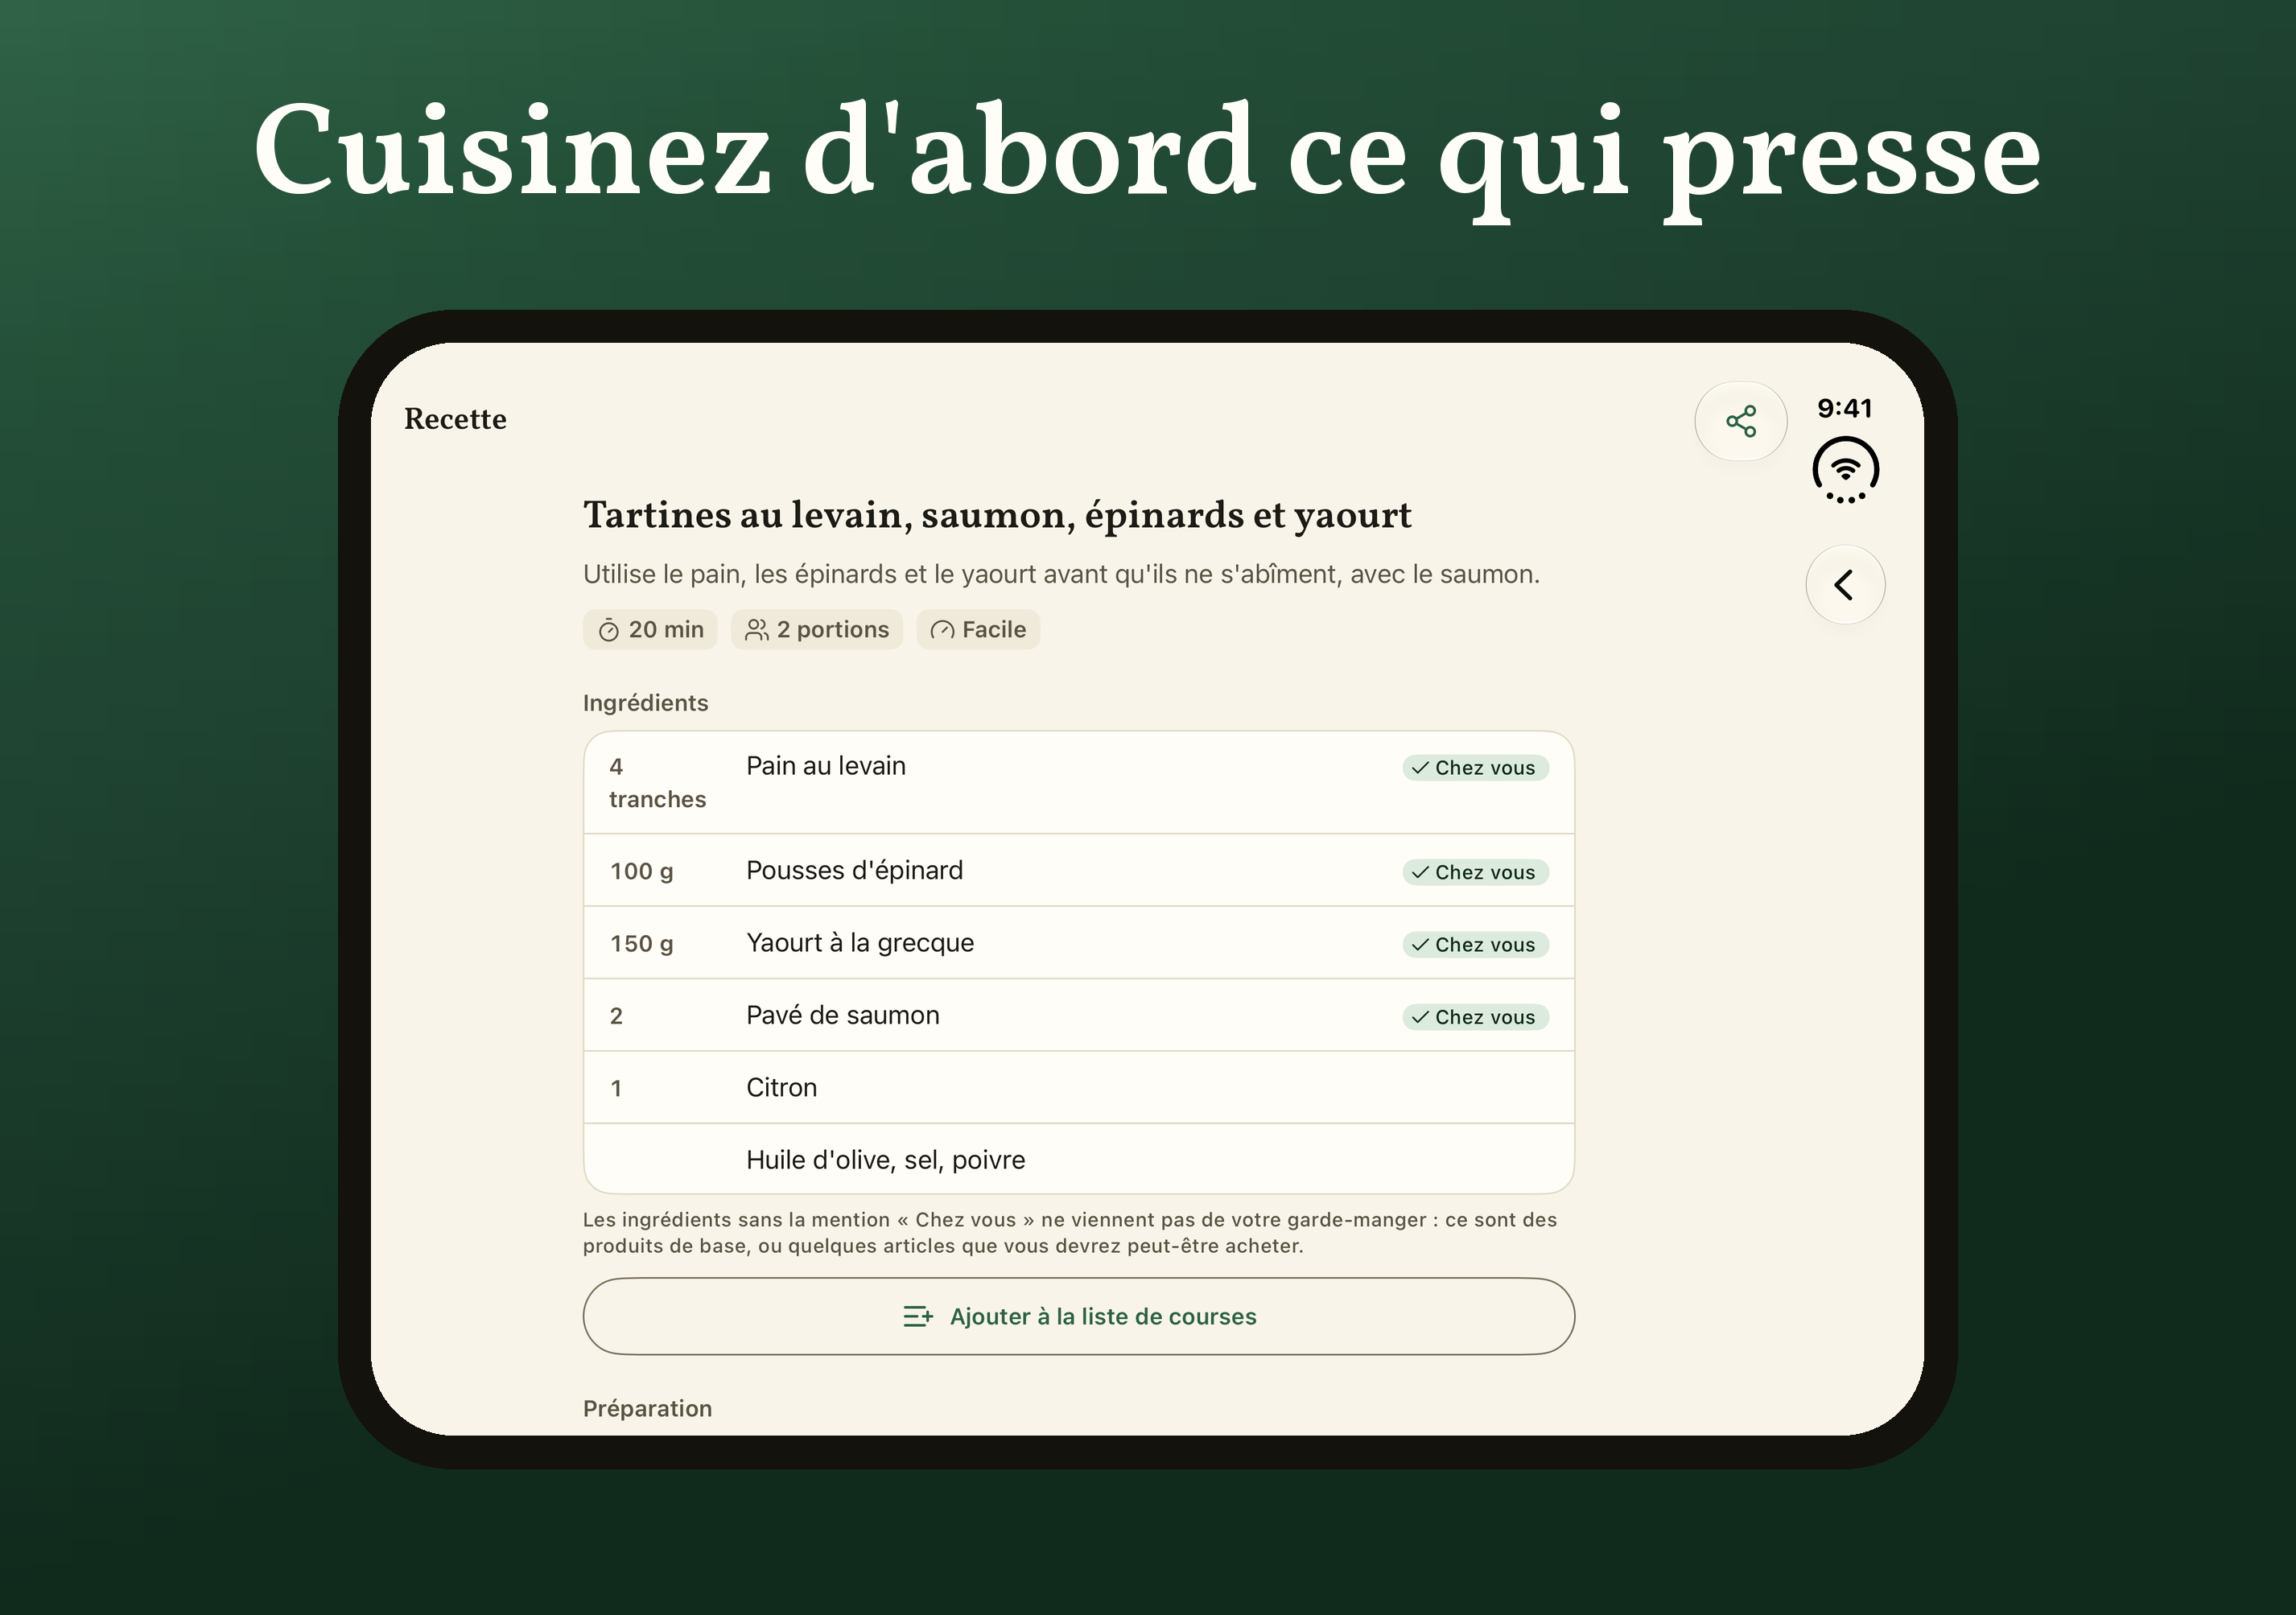 Cuisinez d'abord ce qui presse
Recette
9:41
Tartines au levain, saumon, épinards et yaourt
Utilise le pain, les épinards et le yaourt avant qu'ils ne s'abîment, avec le saumon.
20 min 2 portions Facile
Ingrédients
4 tranches Pain au levain Chez vous
100 g Pousses d'épinard Chez vous
150 g Yaourt à la grecque Chez vous
2 Pavé de saumon Chez vous
1 Citron
Huile d'olive, sel, poivre
Les ingrédients sans la mention « Chez vous » ne viennent pas de votre garde-manger : ce sont des
produits de base, ou quelques articles que vous devrez peut-être acheter.
Ajouter à la liste de courses
Préparation